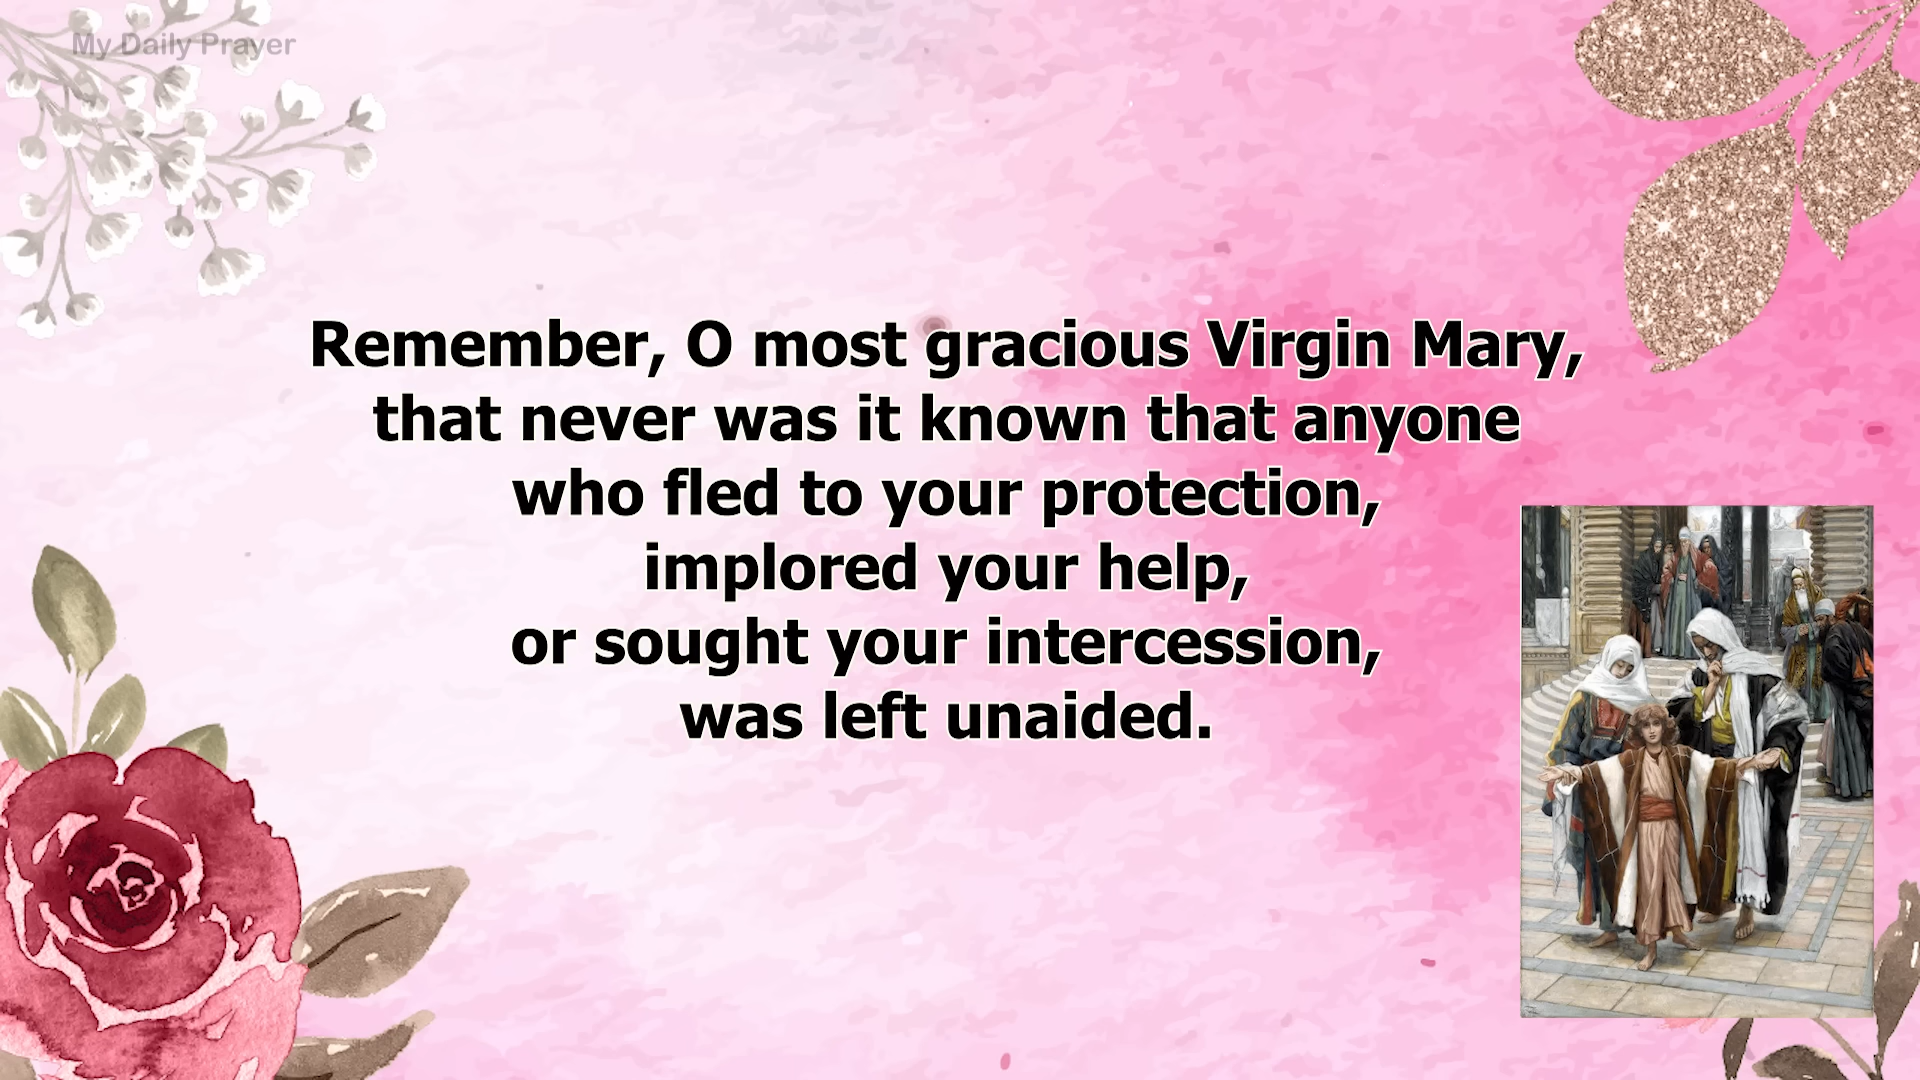 My Daily Prayer
Remember, O most gracious Virgin Mary,
that never was it known that anyone
who fled to your protection,
implored your help,
or sought your intercession,
was left unaided.